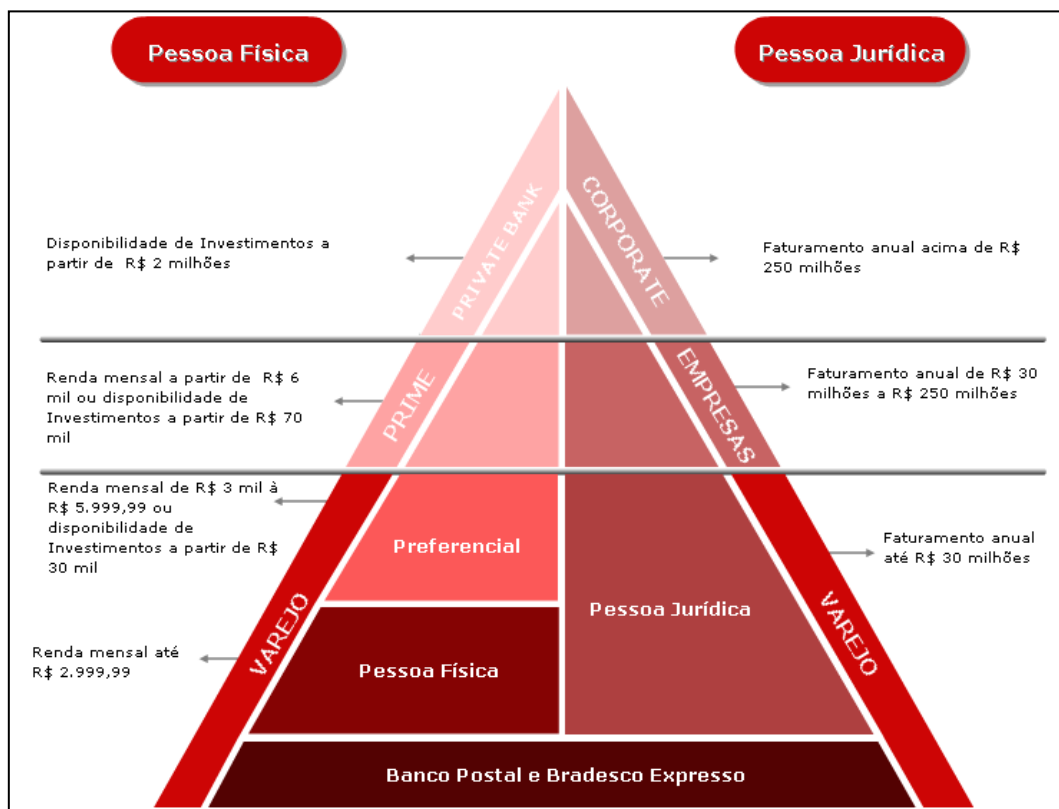 Pessoa Física
Pessoa Jurídica
PRIVATE BANK
CORPORATE
Disponibilidade de Investimentos a
partir de R$ 2 milhões
Faturamento anual acima de R$
250 milhões
PRIME
EMPRESAS
Renda mensal a partir de R$ 6
mil ou disponibilidade de
Investimentos a partir de R$ 70
mil
Faturamento anual de R$ 30
milhões a R$ 250 milhões
Renda mensal de R$ 3 mil à
R$ 5.999,99 ou
disponibilidade de
Investimentos a partir de R$
30 mil
Preferencial
Faturamento anual
até R$ 30 milhões
Pessoa Jurídica
VAREJO
VAREJO
Renda mensal até
R$ 2.999,99
Pessoa Física
Banco Postal e Bradesco Expresso